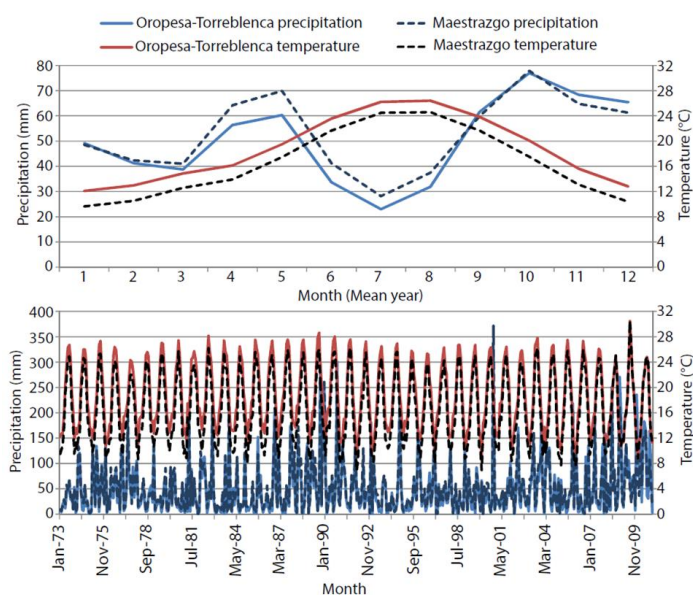 Oropesa-Torreblenca precipitation
Maestrazgo precipitation
Oropesa-Torreblenca temperature
Maestrazgo temperature
Precipitation (mm)
80
70
60
50
40
30
20
10
0
Temperature (°C)
32
28
24
20
16
12
8
4
0
1 2 3 4 5 6 7 8 9 10 11 12
Month (Mean year)
Precipitation (mm)
400
350
300
250
200
150
100
50
0
Temperature (°C)
32
28
24
20
16
12
8
4
0
Jan-73
Nov-75
Sep-78
Jul-81
May-84
Mar-87
Jan-90
Nov-92
Sep-95
Jul-98
May-01
Mar-04
Jan-07
Nov-09
Month